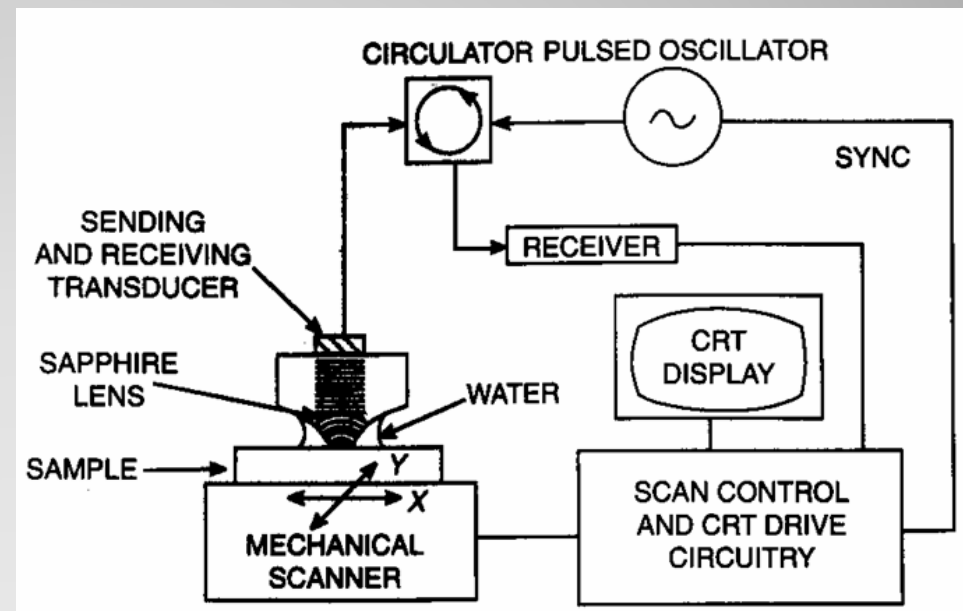 CIRCULATOR PULSED OSCILLATOR
SYNC
SENDING
AND RECEIVING
TRANSDUCER
RECEIVER
CRT
DISPLAY
SAPPHIRE
LENS
WATER
SAMPLE
Y
X
MECHANICAL
SCANNER
SCAN CONTROL
AND CRT DRIVE
CIRCUITRY